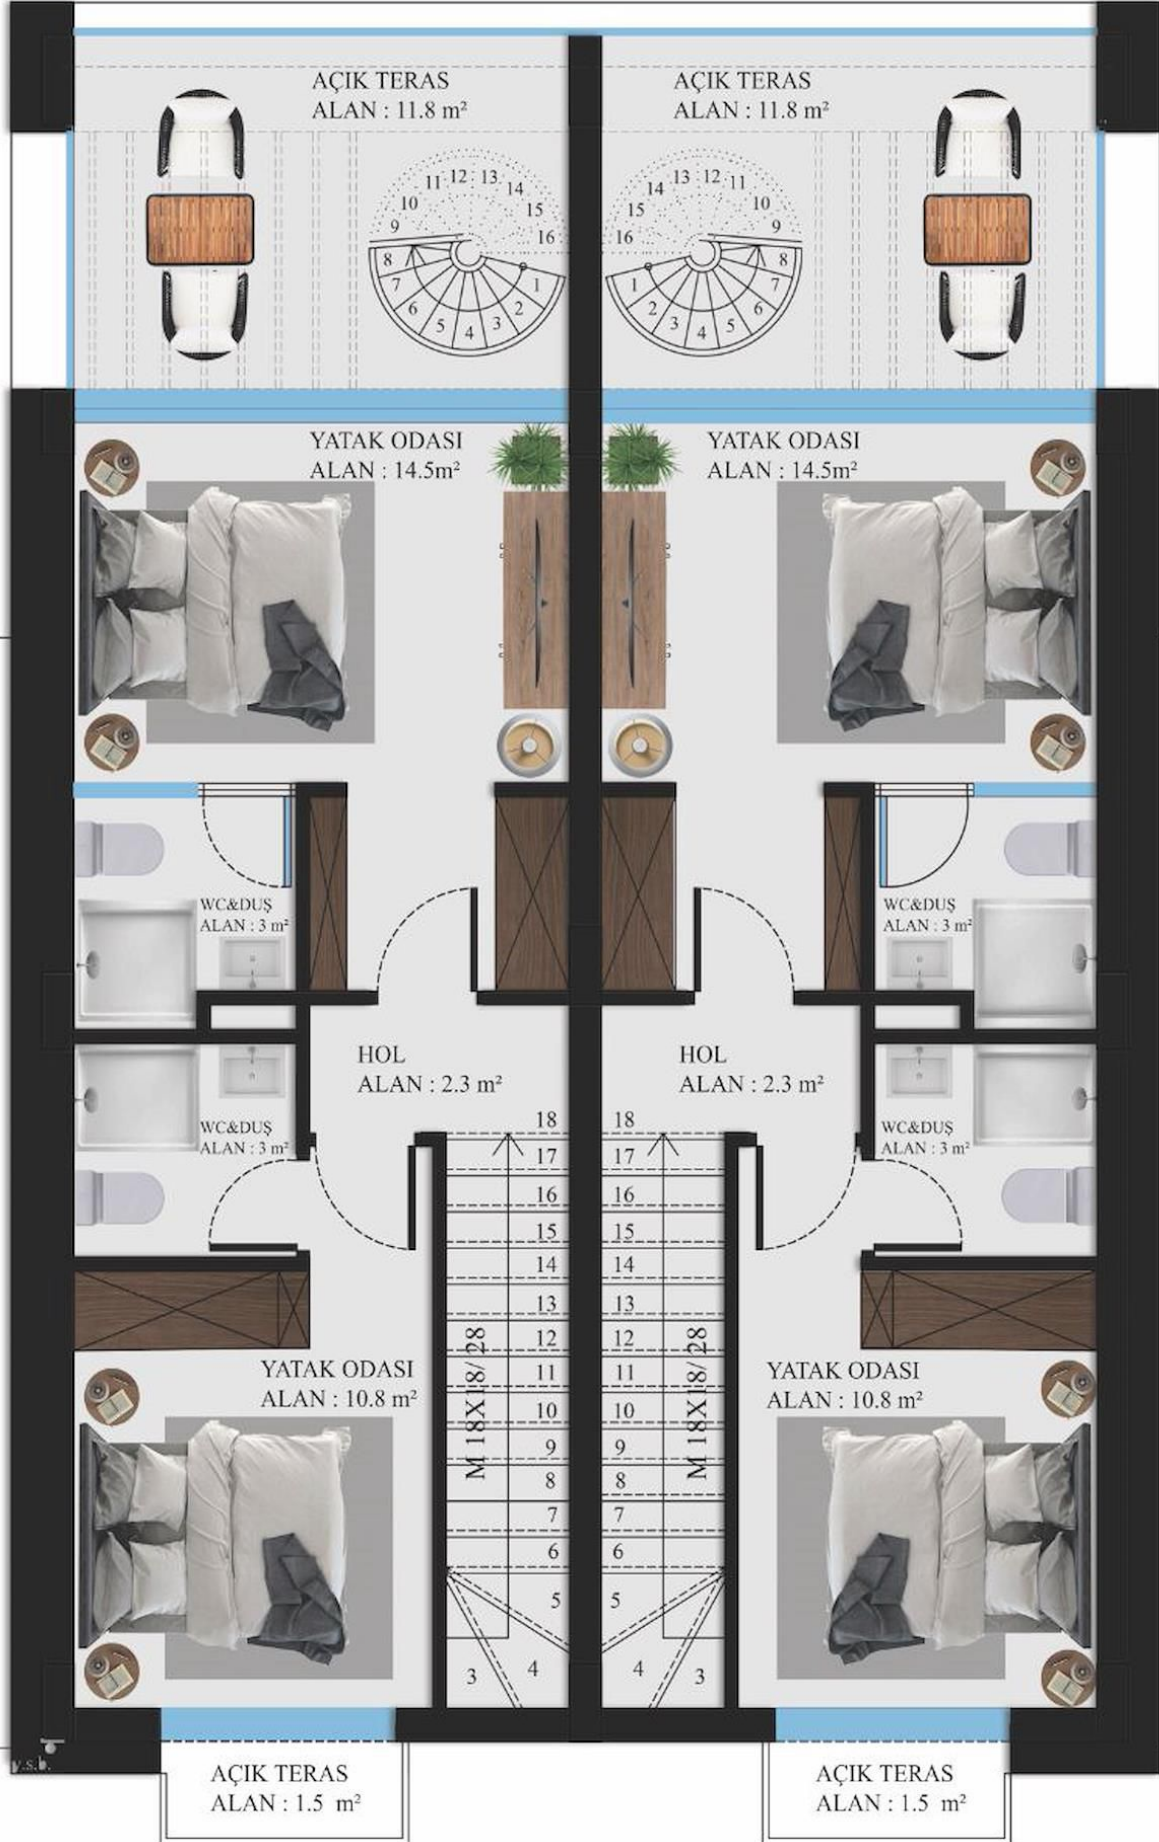 AÇIK TERAS
ALAN : 11.8 m²
AÇIK TERAS
ALAN : 11.8 m²
9 10 11 12 13 14 15 16
16 15 14 13 12 11 10 9
8 7 6 5 4 3 2 1
1 2 3 4 5 6 7 8
YATAK ODASI
ALAN : 14.5m²
YATAK ODASI
ALAN : 14.5m²
WC&DUŞ
ALAN : 3 m²
WC&DUŞ
ALAN : 3 m²
HOL
ALAN : 2.3 m²
HOL
ALAN : 2.3 m²
WC&DUŞ
ALAN : 3 m²
WC&DUŞ
ALAN : 3 m²
18 18
17 17
16 16
15 15
14 14
13 13
12 12
11 11
10 10
9 9
8 8
7 7
6 6
5 5
3 4 4 3
M 18X18/ 28
M 18X18/ 28
YATAK ODASI
ALAN : 10.8 m²
YATAK ODASI
ALAN : 10.8 m²
y.s.b.
AÇIK TERAS
ALAN : 1.5 m²
AÇIK TERAS
ALAN : 1.5 m²